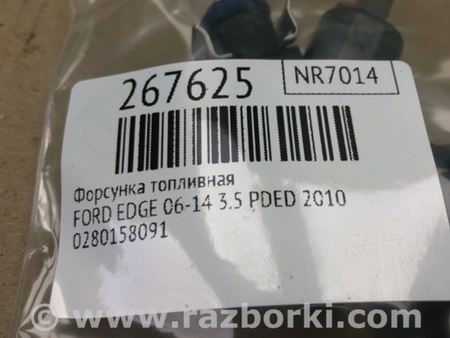 267625
NR7014
Форсунка топливная
FORD EDGE 06-14 3.5 PDED 2010
0280158091
www.razborki.com